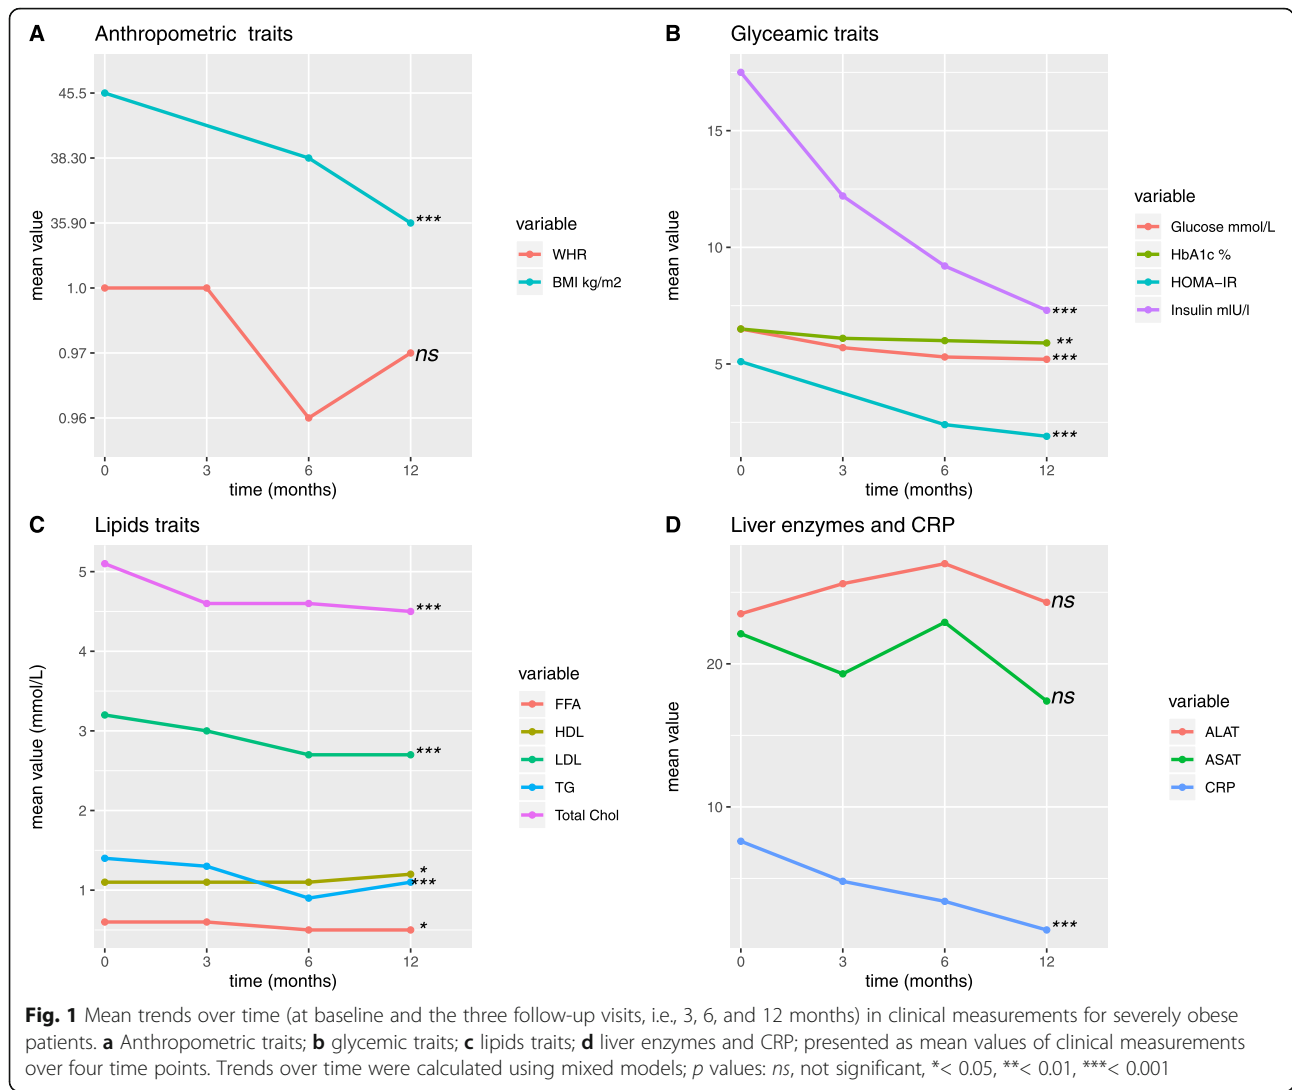 A Anthropometric traits
45.5
38.30
35.90
1.0
0.97
0.96
mean value
***
ns
0 3 6 12
time (months)
variable
WHR
BMI kg/m2
B Glyceamic traits
15
10
5
mean value
***
**
***
***
0 3 6 12
time (months)
variable
Glucose mmol/L
HbA1c %
HOMA−IR
Insulin mIU/l
C Lipids traits
5
4
3
2
1
mean value (mmol/L)
***
***
*
***
*
0 3 6 12
time (months)
variable
FFA
HDL
LDL
TG
Total Chol
D Liver enzymes and CRP
20
10
mean value
ns
ns
***
0 3 6 12
time (months)
variable
ALAT
ASAT
CRP
Fig. 1 Mean trends over time (at baseline and the three follow-up visits, i.e., 3, 6, and 12 months) in clinical measurements for severely obese
patients. a Anthropometric traits; b glycemic traits; c lipids traits; d liver enzymes and CRP; presented as mean values of clinical measurements
over four time points. Trends over time were calculated using mixed models; p values: ns, not significant, *< 0.05, **< 0.01, ***< 0.001